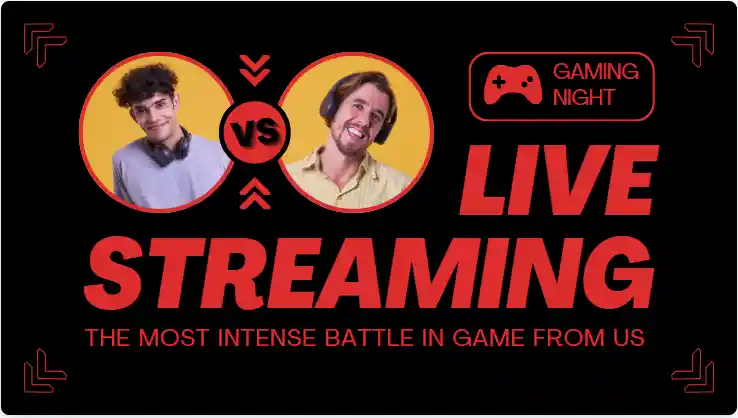 VS
GAMING
NIGHT
LIVE
STREAMING
THE MOST INTENSE BATTLE IN GAME FROM US